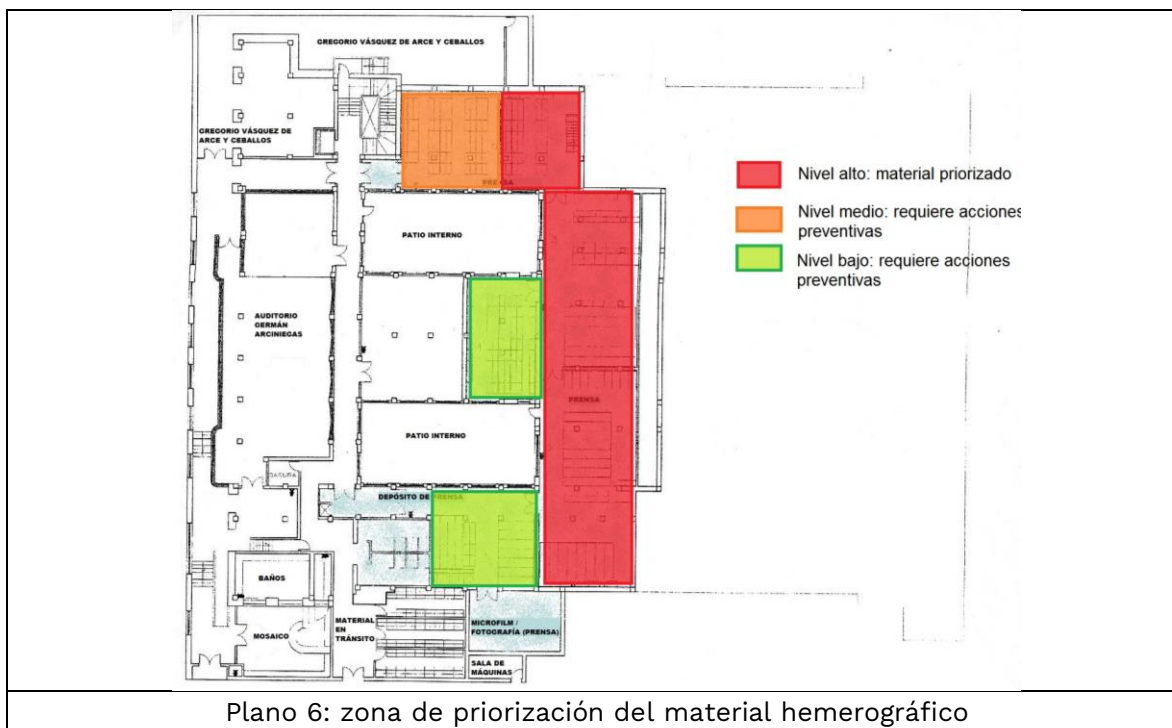 GREGORIO VÁSQUEZ DE ARCE Y CEBALLOS
GREGORIO VÁSQUEZ DE
ARCE Y CEBALLOS
PRENSA
PATIO INTERNO
AUDITORIO
GERMÁN
ARCINIEGAS
PRENSA
PATIO INTERNO
BASURA
DEPÓSITO DE PRENSA
BAÑOS
MOSAICO
MATERIAL
EN
TRÁNSITO
MICROFILM /
FOTOGRAFÍA (PRENSA)
SALA DE
MÁQUINAS
Nivel alto: material priorizado
Nivel medio: requiere acciones
preventivas
Nivel bajo: requiere acciones
preventivas
Plano 6: zona de priorización del material hemerográfico